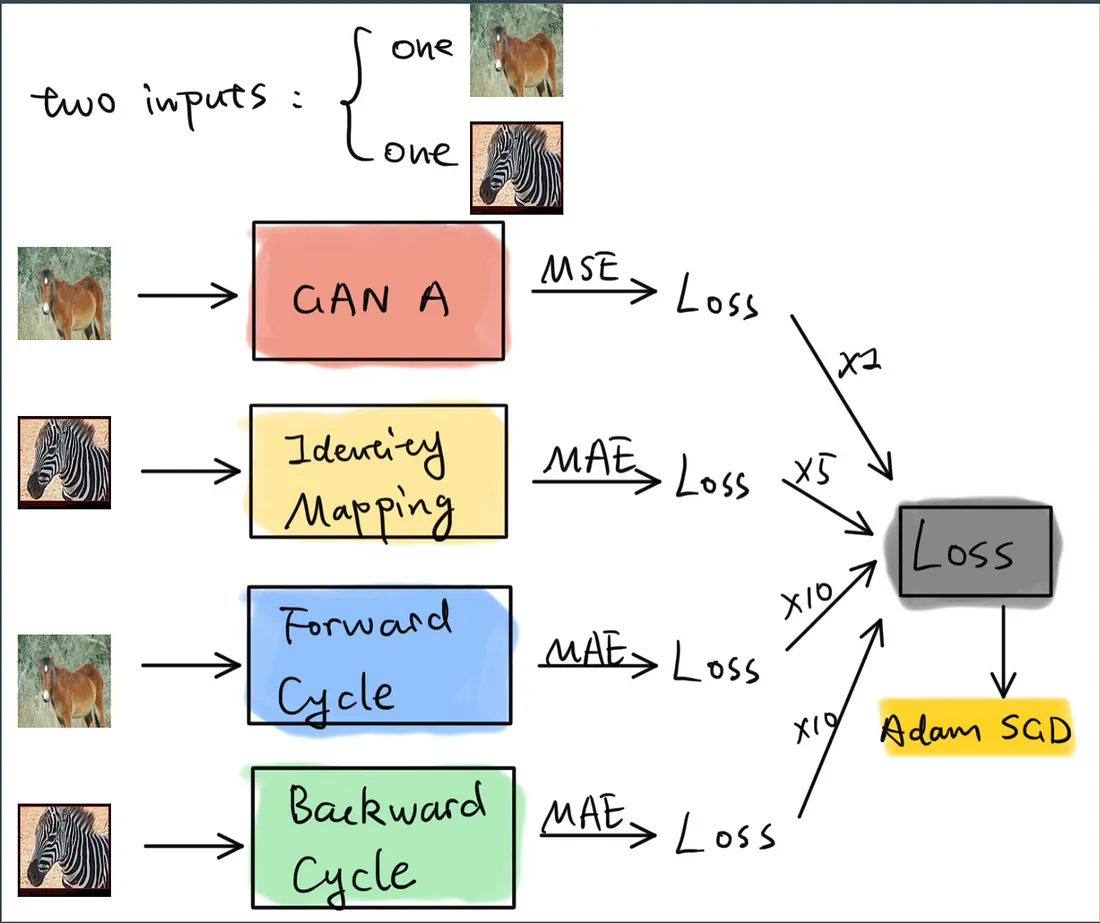 one
two inputs :
one
GAN A
MSE
Loss
X1
Identity
Mapping
MAE
Loss
X5
Loss
Forward
Cycle
MAE
Loss
X10
Adam SGD
Backward
Cycle
MAE
Loss
X10